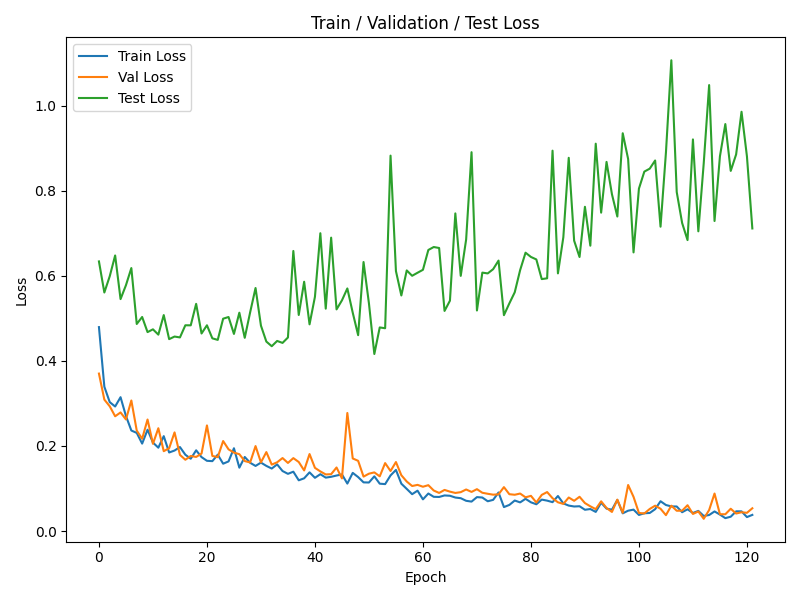 Train / Validation / Test Loss
Train Loss
Val Loss
Test Loss
1.0
0.8
0.6
0.4
0.2
0.0
Loss
0 20 40 60 80 100 120
Epoch